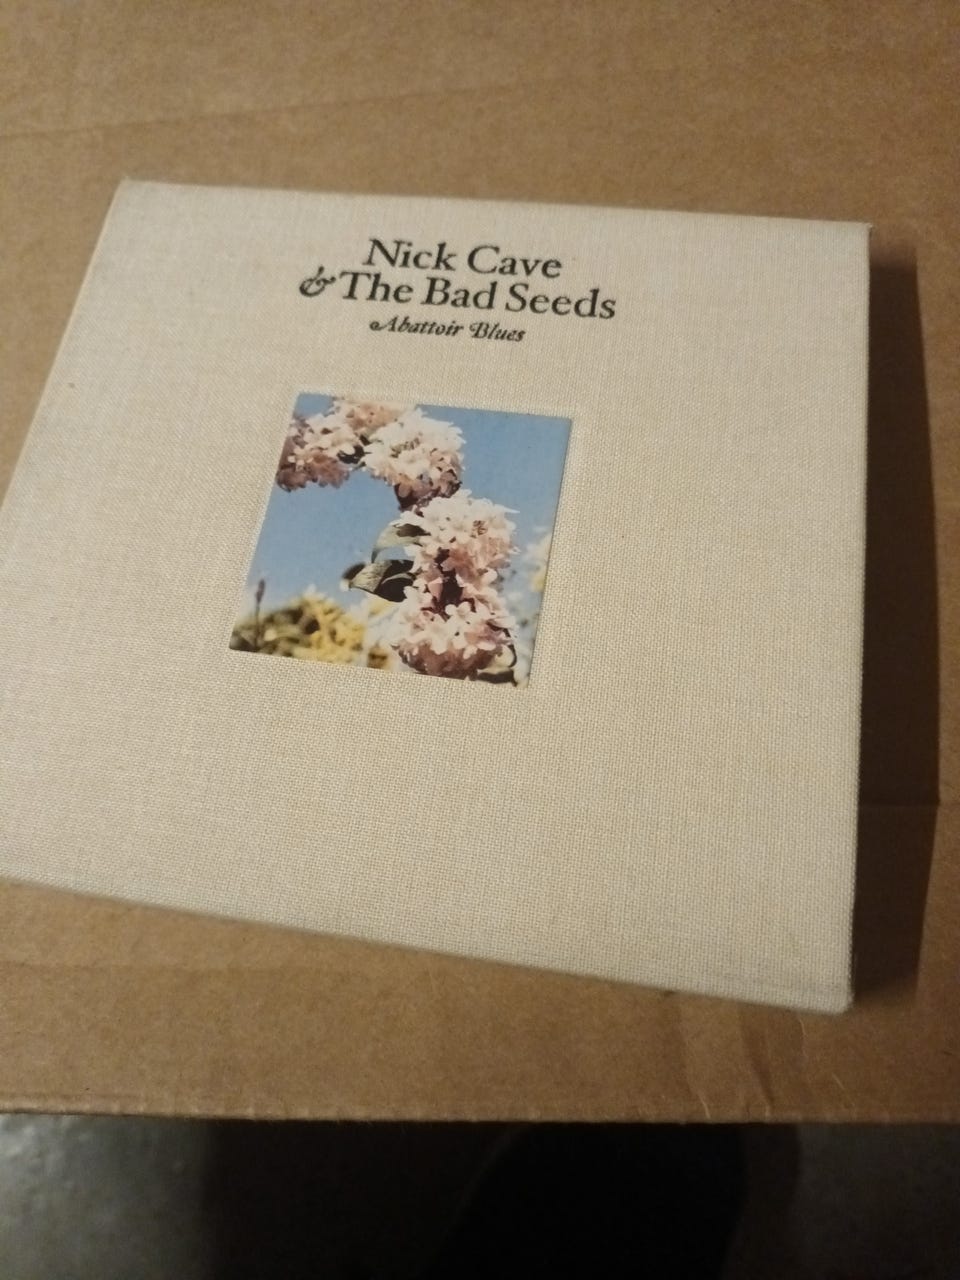 Nick Cave
& The Bad Seeds
Abattoir Blues